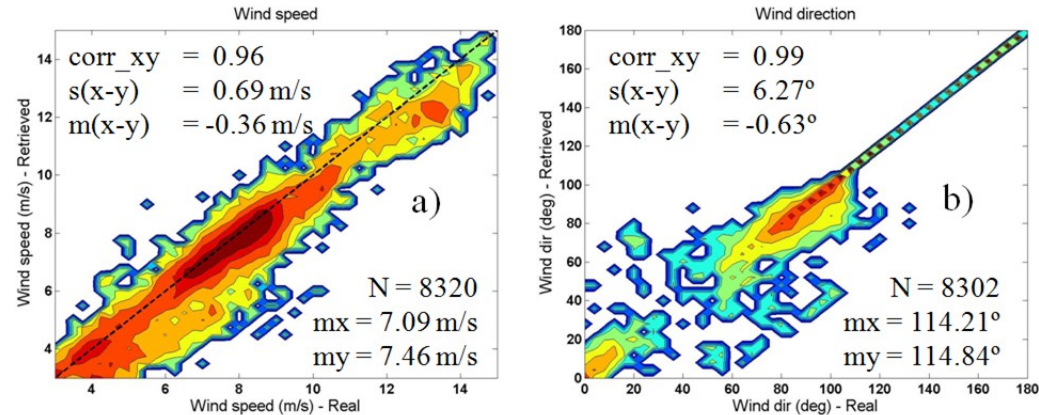 Wind speed
corr_xy = 0.96
s(x-y) = 0.69 m/s
m(x-y) = -0.36 m/s
a)
N = 8320
mx = 7.09 m/s
my = 7.46 m/s
14
12
10
8
6
4
Wind speed (m/s) - Retrieved
4 6 8 10 12 14
Wind speed (m/s) - Real
Wind direction
corr_xy = 0.99
s(x-y) = 6.27º
m(x-y) =-0.63º
b)
N = 8302
mx = 114.21º
my = 114.84º
180
160
140
120
100
80
60
40
20
0
Wind dir (deg) - Retrieved
0 20 40 60 80 100 120 140 160 180
Wind dir (deg) - Real